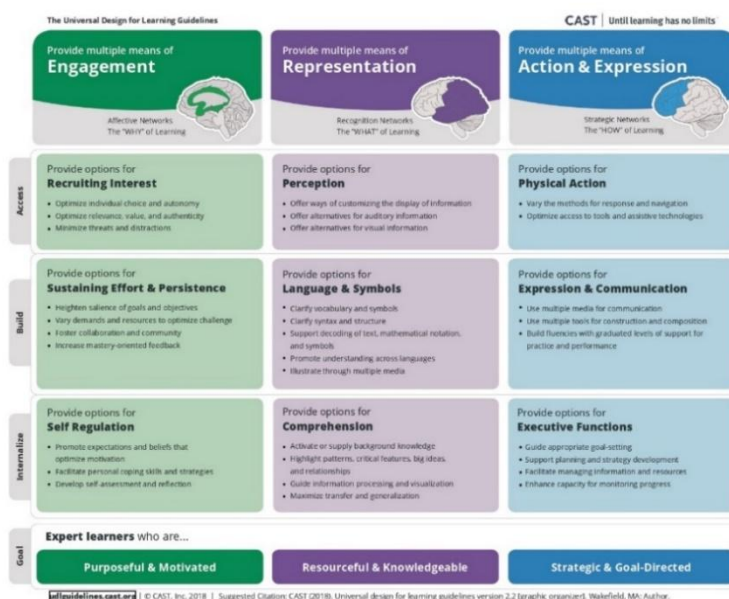 The Universal Design for Learning Guidelines
CAST | Until learning has no limits
Provide multiple means of
Engagement
Affective Networks
The "WHY" of Learning
Provide multiple means of
Representation
Recognition Networks
The "WHAT" of Learning
Provide multiple means of
Action & Expression
Strategic Networks
The "HOW" of Learning
Access
Provide options for
Recruiting Interest
• Optimize individual choice and autonomy
• Optimize relevance, value, and authenticity
• Minimize threats and distractions
Provide options for
Perception
• Offer ways of customizing the display of information
• Offer alternatives for auditory information
• Offer alternatives for visual information
Provide options for
Physical Action
• Vary the methods for response and navigation
• Optimize access to tools and assistive technologies
Build
Provide options for
Sustaining Effort & Persistence
• Heighten salience of goals and objectives
• Vary demands and resources to optimize challenge
• Foster collaboration and community
• Increase mastery-oriented feedback
Provide options for
Language & Symbols
• Clarify vocabulary and symbols
• Clarify syntax and structure
• Support decoding of text, mathematical notation,
and symbols
• Promote understanding across languages
• Illustrate through multiple media
Provide options for
Expression & Communication
• Use multiple media for communication
• Use multiple tools for construction and composition
• Build fluencies with graduated levels of support for
practice and performance
Internalize
Provide options for
Self Regulation
• Promote expectations and beliefs that
optimize motivation
• Facilitate personal coping skills and strategies
• Develop self assessment and reflection
Provide options for
Comprehension
• Activate or supply background knowledge
• Highlight patterns, critical features, big ideas,
and relationships
• Guide information processing and visualization
• Maximize transfer and generalization
Provide options for
Executive Functions
• Guide appropriate goal-setting
• Support planning and strategy development
• Facilitate managing information and resources
• Enhance capacity for monitoring progress
Goal
Expert learners who are...
Purposeful & Motivated
Resourceful & Knowledgeable
Strategic & Goal-Directed
udlguidelines.cast.org | © CAST, Inc. 2018 | Suggested Citation: CAST (2018). Universal design for learning guidelines version 2.2 [graphic organizer]. Wakefield, MA: Author.